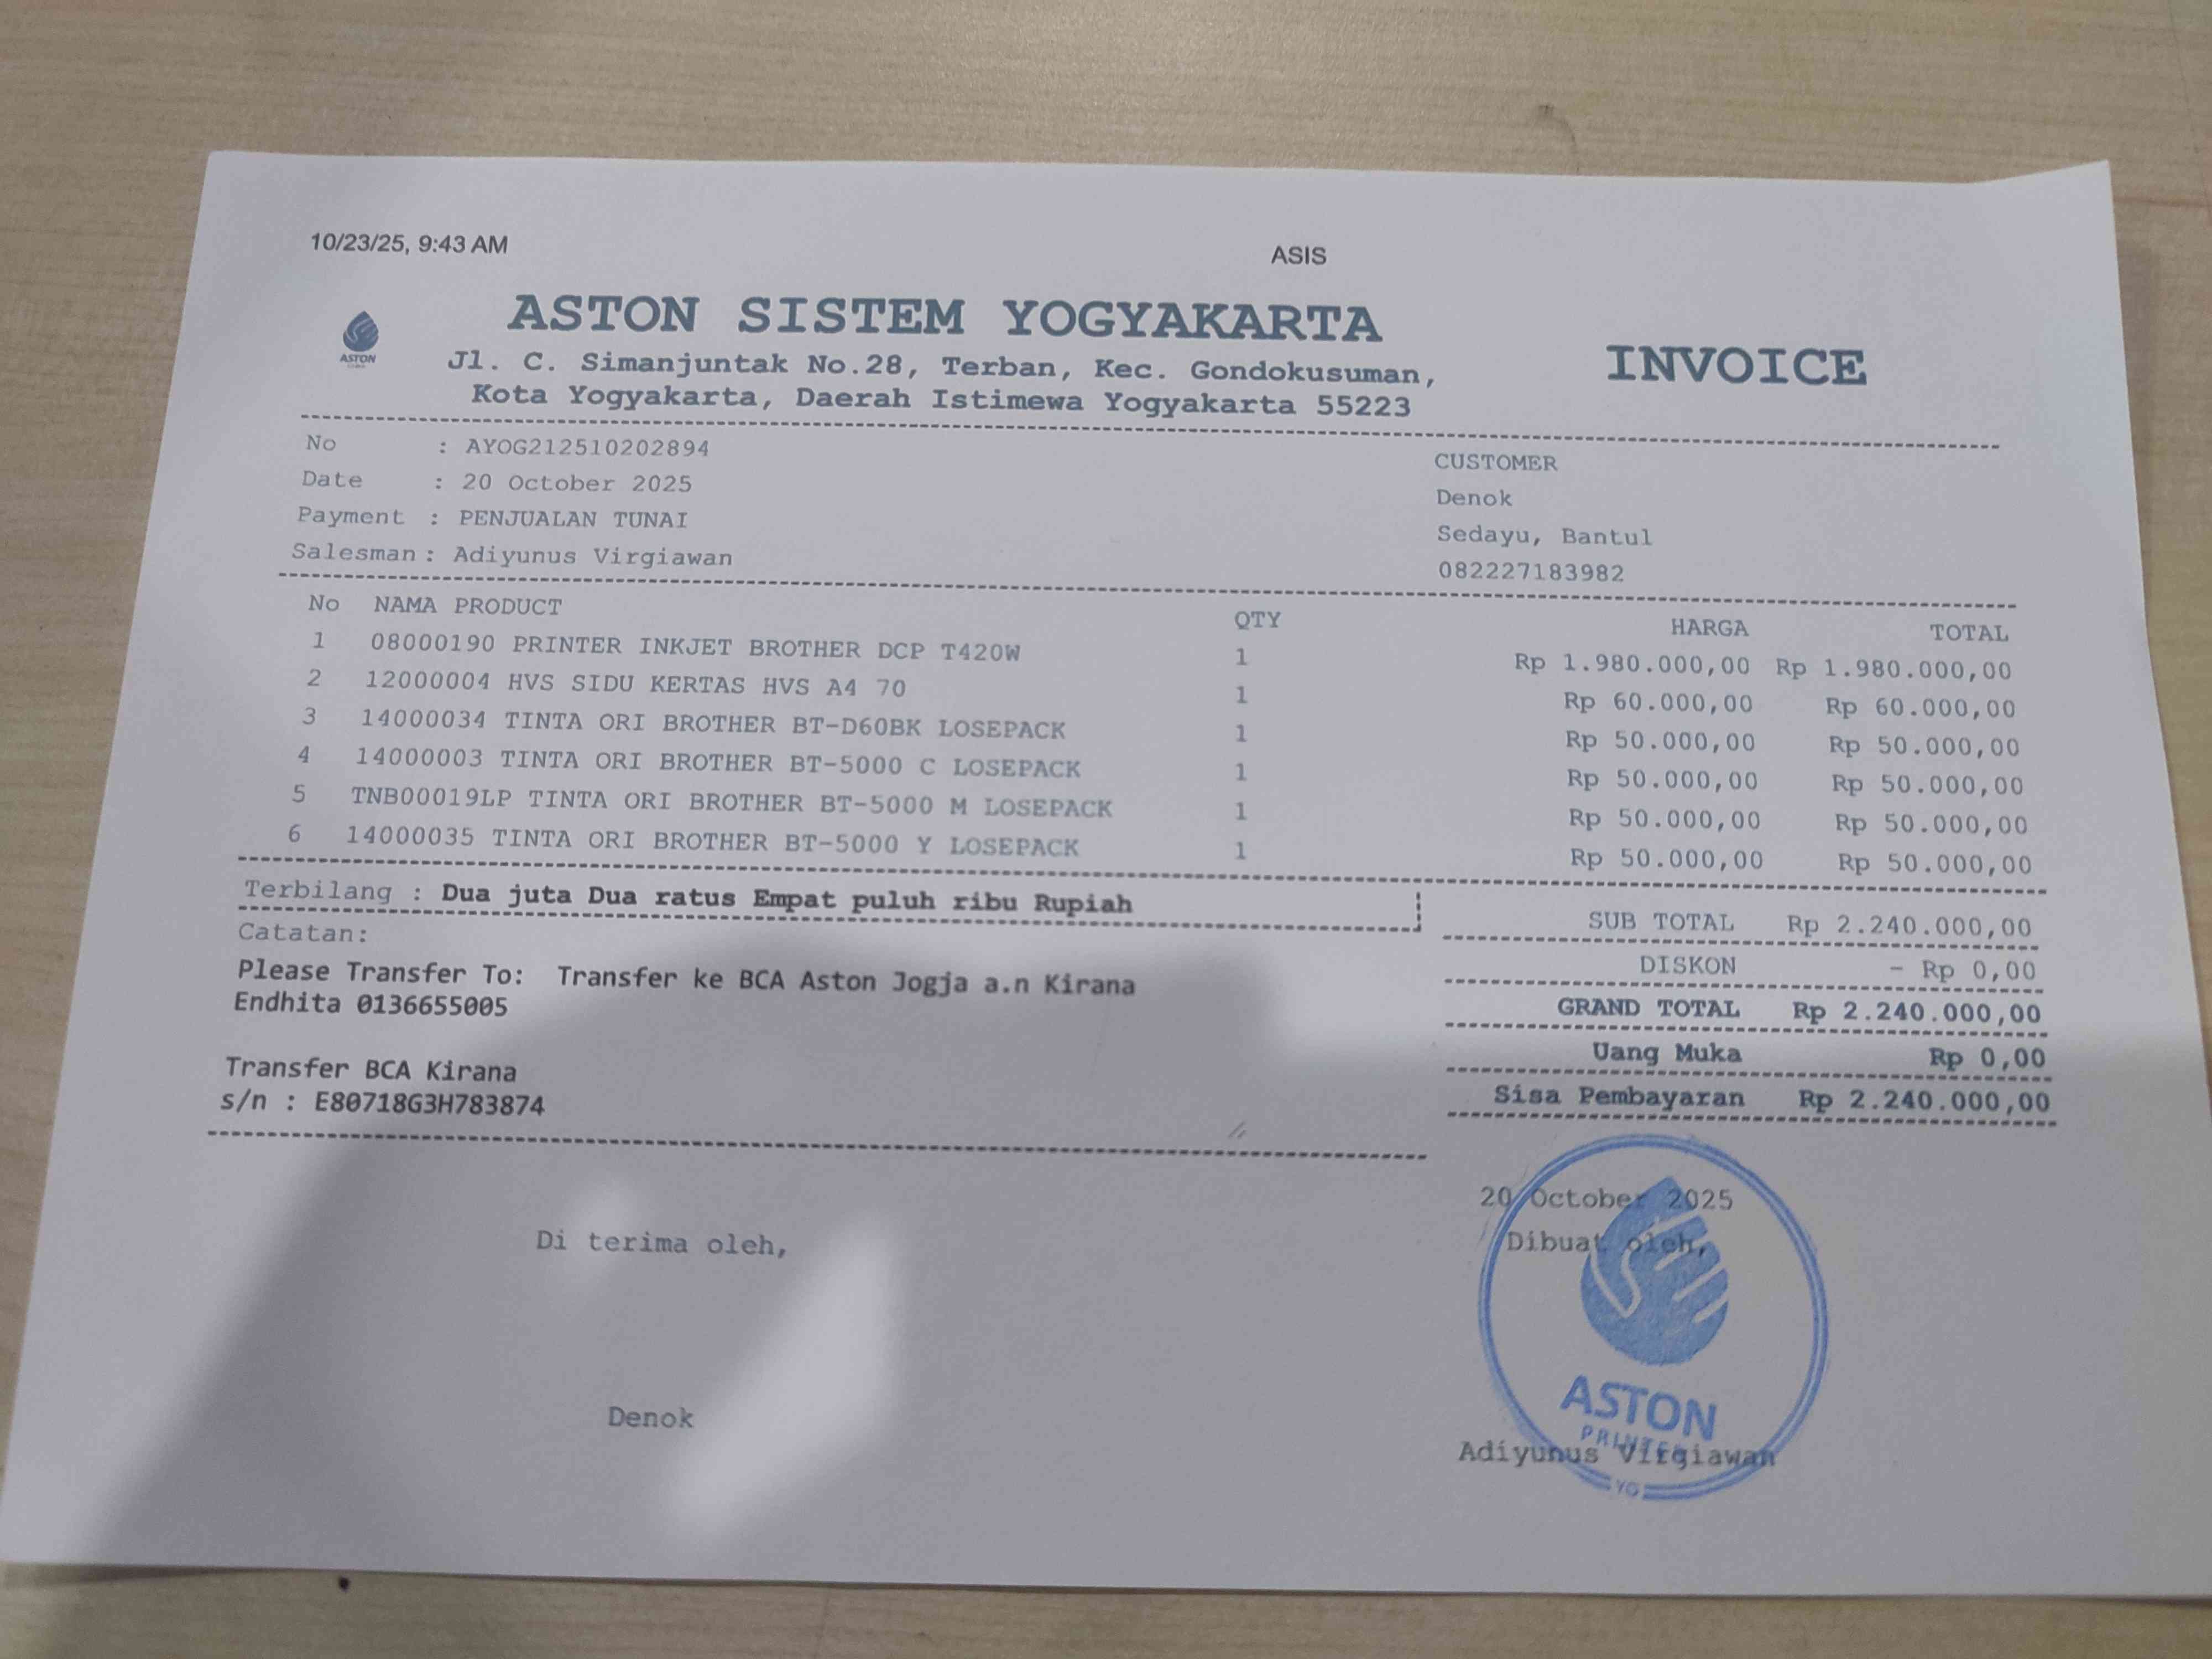 10/23/25, 9:43 AM ASIS
ASTON
ASTON SISTEM YOGYAKARTA
Jl. C. Simanjuntak No.28, Terban, Kec. Gondokusuman,
Kota Yogyakarta, Daerah Istimewa Yogyakarta 55223
INVOICE
No : AYOG212510202894
Date : 20 October 2025
Payment : PENJUALAN TUNAI
Salesman : Adiyunus Virgiawan
CUSTOMER
Denok
Sedayu, Bantul
082227183982
No NAMA PRODUCT QTY HARGA TOTAL
1 08000190 PRINTER INKJET BROTHER DCP T420W 1 Rp 1.980.000,00 Rp 1.980.000,00
2 12000004 HVS SIDU KERTAS HVS A4 70 1 Rp 60.000,00 Rp 60.000,00
3 14000034 TINTA ORI BROTHER BT-D60BK LOSEPACK 1 Rp 50.000,00 Rp 50.000,00
4 14000003 TINTA ORI BROTHER BT-5000 C LOSEPACK 1 Rp 50.000,00 Rp 50.000,00
5 TNB00019LP TINTA ORI BROTHER BT-5000 M LOSEPACK 1 Rp 50.000,00 Rp 50.000,00
6 14000035 TINTA ORI BROTHER BT-5000 Y LOSEPACK 1 Rp 50.000,00 Rp 50.000,00
Terbilang : Dua juta Dua ratus Empat puluh ribu Rupiah
Catatan:
Please Transfer To: Transfer ke BCA Aston Jogja a.n Kirana
Endhita 0136655005
Transfer BCA Kirana
s/n : E80718G3H783874
SUB TOTAL Rp 2.240.000,00
DISKON - Rp 0,00
GRAND TOTAL Rp 2.240.000,00
Uang Muka Rp 0,00
Sisa Pembayaran Rp 2.240.000,00
Di terima oleh,
Denok
20 October 2025
Dibuat oleh,
ASTON
PRINTER
Adiyunus Virgiawan
YO